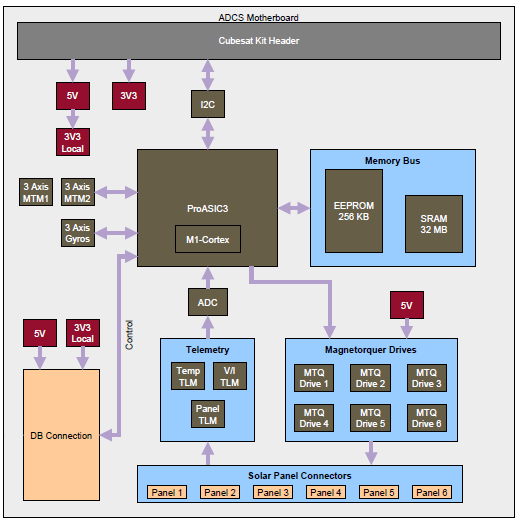 ADCS Motherboard
Cubesat Kit Header
5V
3V3
I2C
3V3
Local
3 Axis
MTM1
3 Axis
MTM2
3 Axis
Gyros
ProASIC3
M1-Cortex
Memory Bus
EEPROM
256 KB
SRAM
32 MB
ADC
5V
5V
3V3
Local
Control
DB Connection
Telemetry
Temp
TLM
V/I
TLM
Panel
TLM
Magnetorquer Drives
MTQ
Drive 1
MTQ
Drive 2
MTQ
Drive 3
MTQ
Drive 4
MTQ
Drive 5
MTQ
Drive 6
Solar Panel Connectors
Panel 1
Panel 2
Panel 3
Panel 4
Panel 5
Panel 6